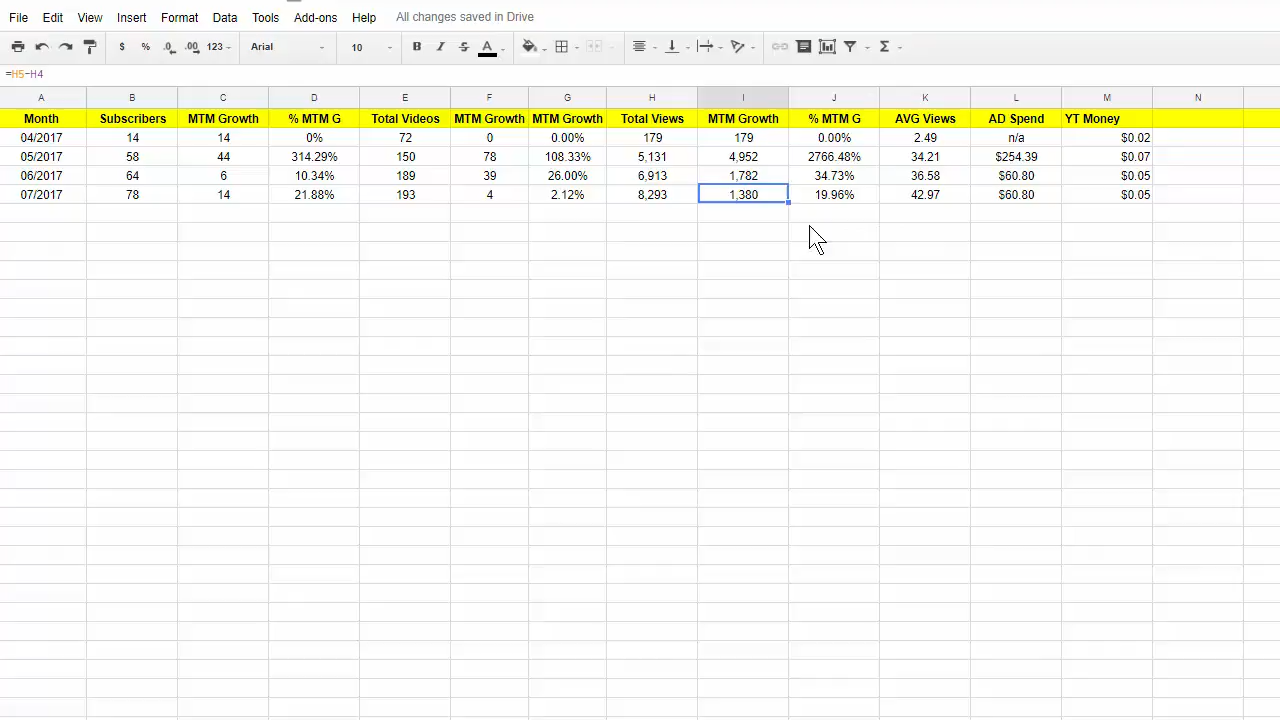 File Edit View Insert Format Data Tools Add-ons Help All changes saved in Drive
$ % .0 .00 123 Arial 10 B I S A Σ
=H5-H4
A B C D E F G H I J K L M N
Month Subscribers MTM Growth % MTM G Total Videos MTM Growth MTM Growth Total Views MTM Growth % MTM G AVG Views AD Spend YT Money
04/2017 14 14 0% 72 0 0.00% 179 179 0.00% 2.49 n/a $0.02
05/2017 58 44 314.29% 150 78 108.33% 5,131 4,952 2766.48% 34.21 $254.39 $0.07
06/2017 64 6 10.34% 189 39 26.00% 6,913 1,782 34.73% 36.58 $60.80 $0.05
07/2017 78 14 21.88% 193 4 2.12% 8,293 1,380 19.96% 42.97 $60.80 $0.05